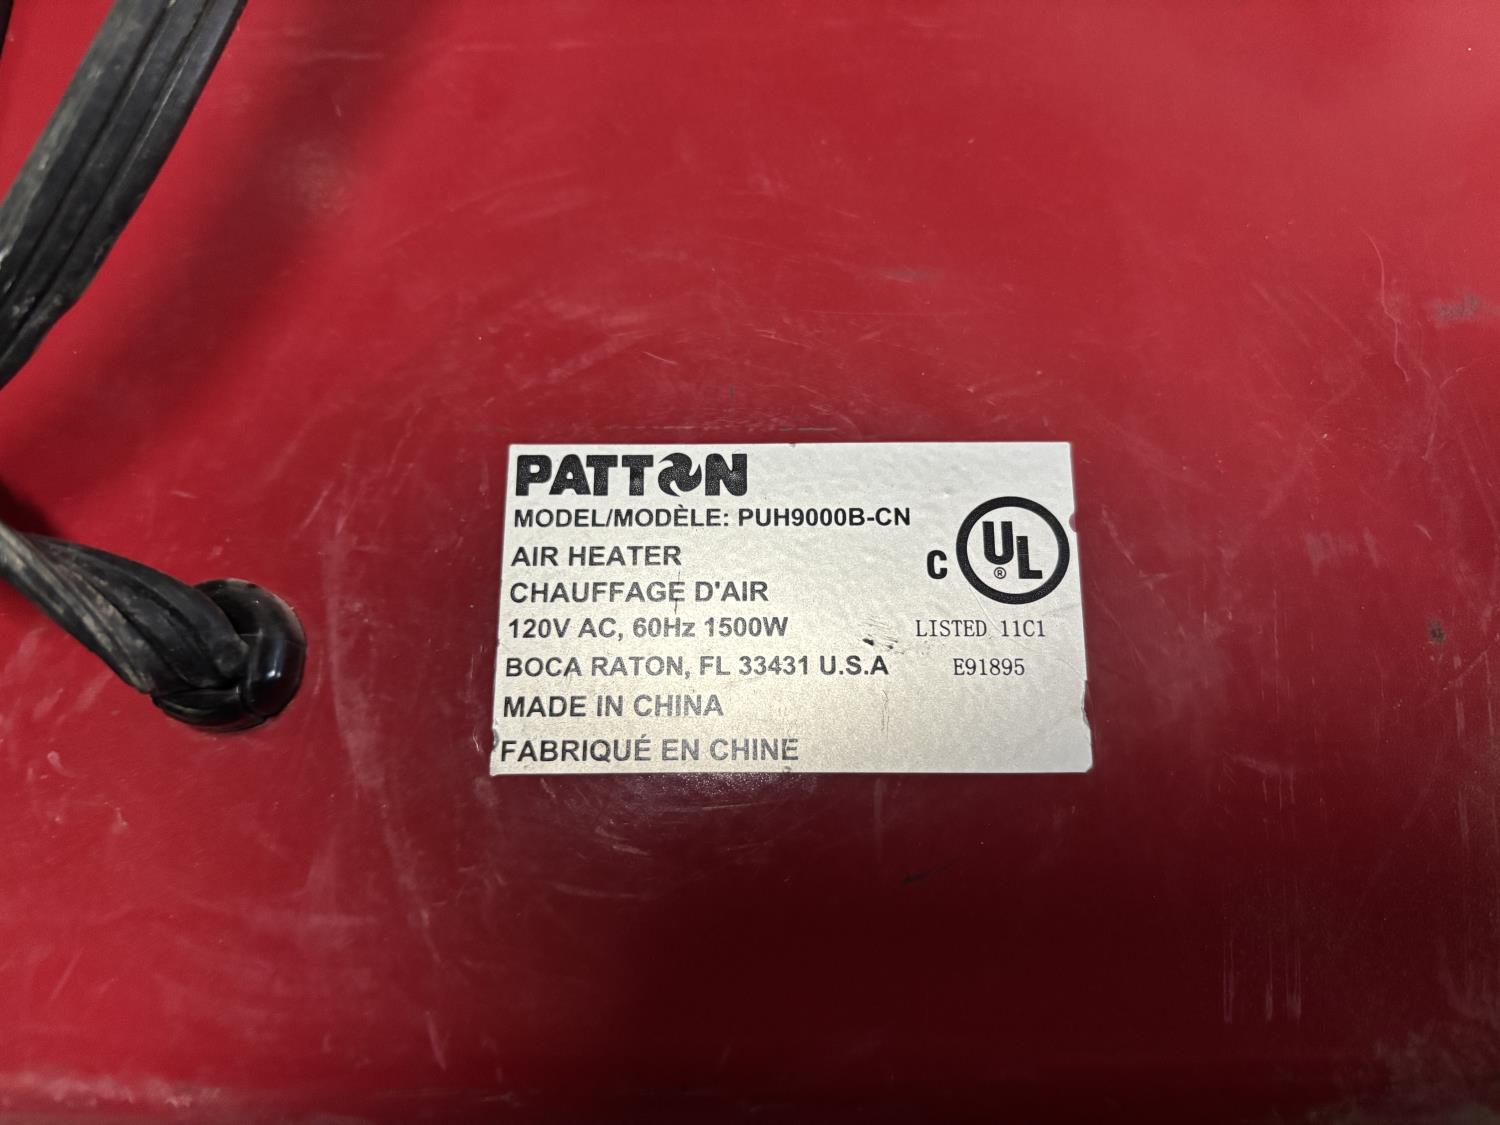 PATTON
MODEL/MODÈLE: PUH9000B-CN
AIR HEATER
CHAUFFAGE D'AIR
120V AC, 60Hz 1500W
BOCA RATON, FL 33431 U.S.A
MADE IN CHINA
FABRIQUÉ EN CHINE
C UL ®
LISTED 11C1
E91895